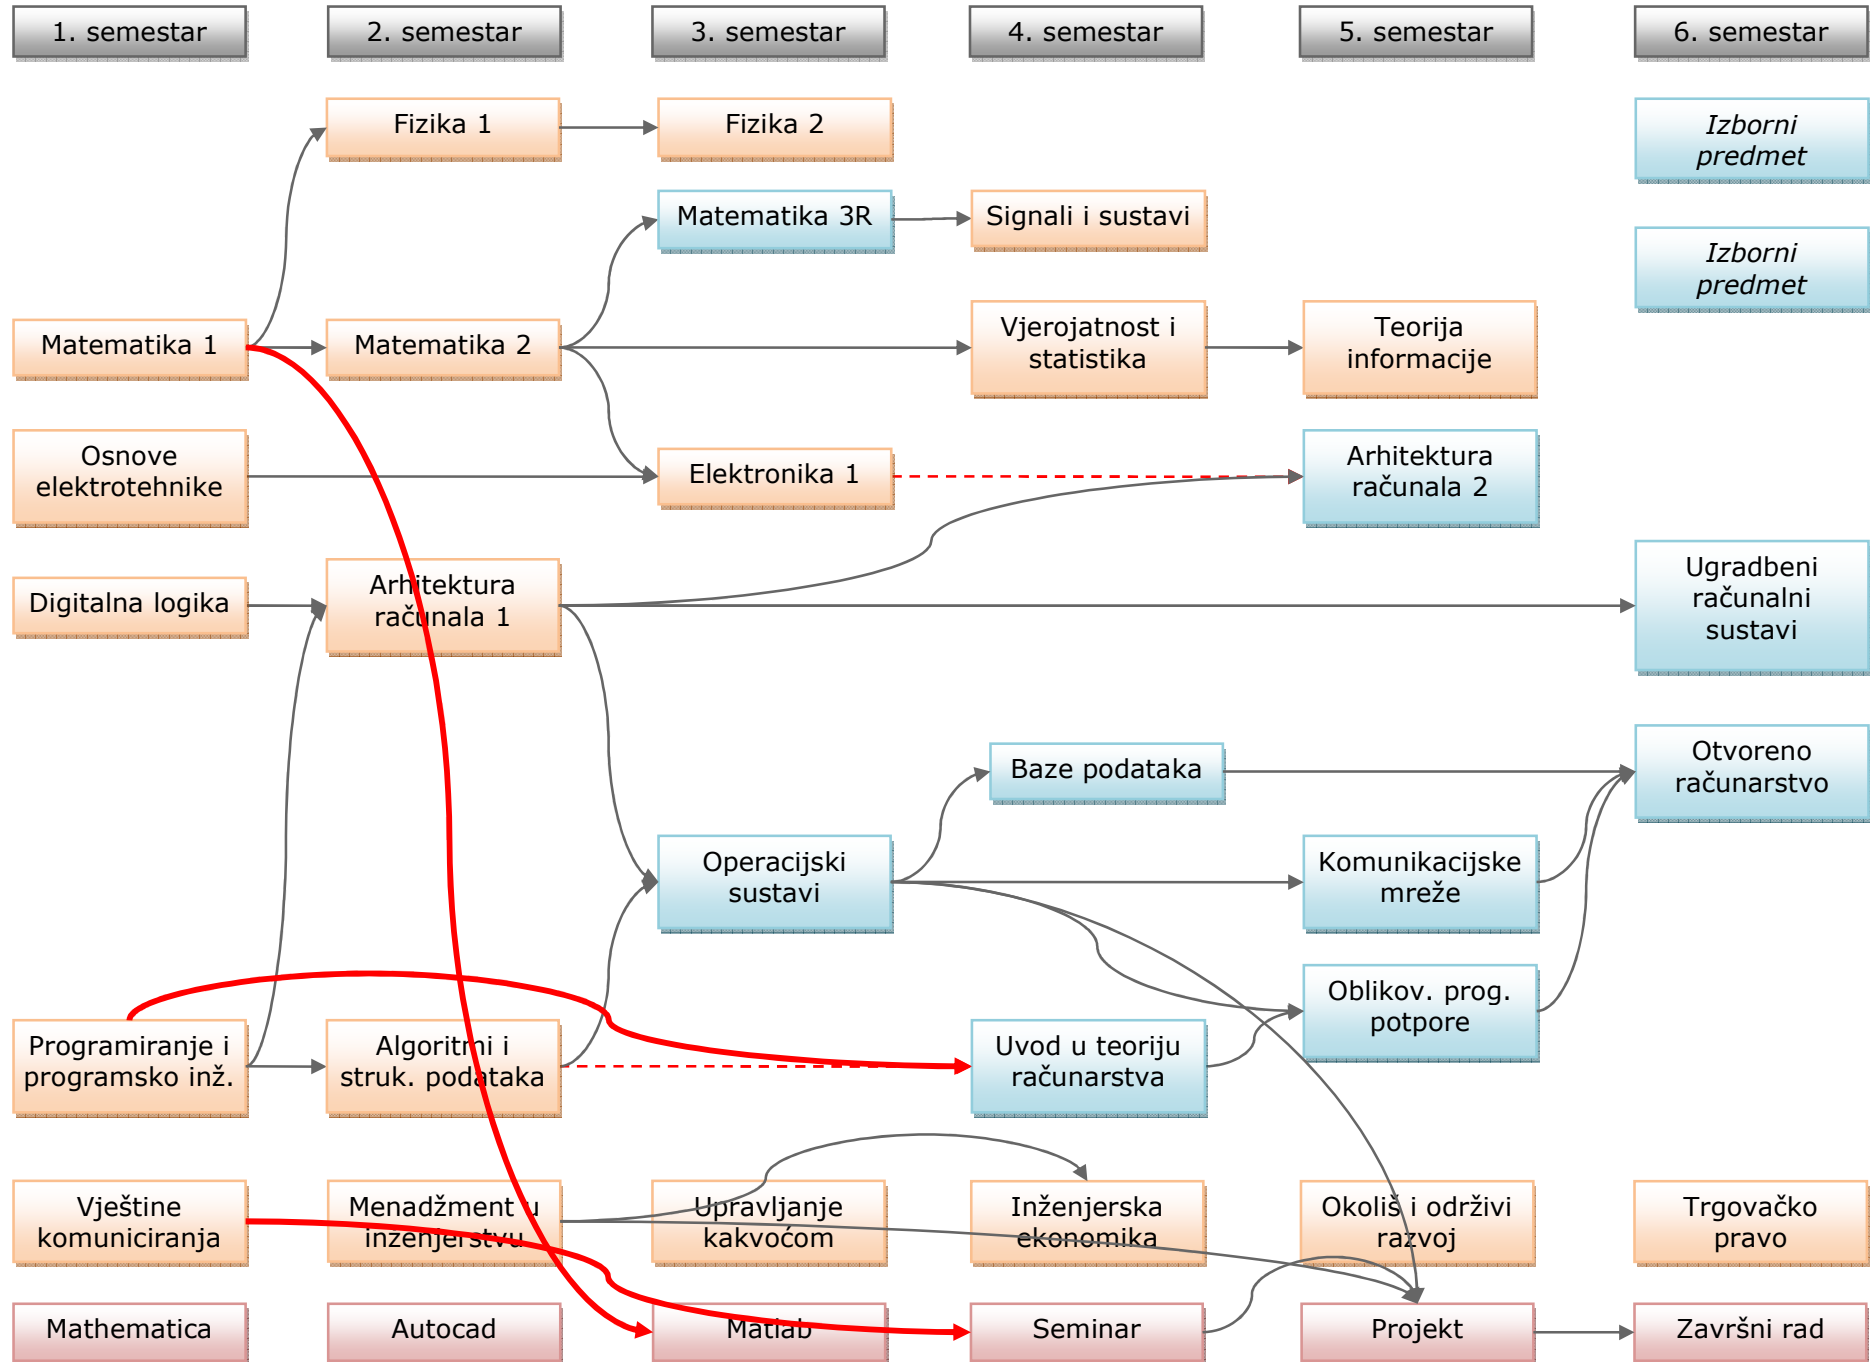 1. semestar
2. semestar
3. semestar
4. semestar
5. semestar
6. semestar
Fizika 1
Fizika 2
Izborni
predmet
Matematika 3R
Signali i sustavi
Izborni
predmet
Matematika 1
Matematika 2
Vjerojatnost i
statistika
Teorija
informacije
Osnove
elektrotehnike
Elektronika 1
Arhitektura
računala 2
Digitalna logika
Arhitektura
računala 1
Ugradbeni
računalni
sustavi
Baze podataka
Otvoreno
računarstvo
Operacijski
sustavi
Komunikacijske
mreže
Oblikov. prog.
potpore
Programiranje i
programsko inž.
Algoritmi i
struk. podataka
Uvod u teoriju
računarstva
Vještine
komuniciranja
Menadžment u
inženjerstvu
Upravljanje
kakvoćom
Inženjerska
ekonomika
Okoliš i održivi
razvoj
Trgovačko
pravo
Mathematica
Autocad
Matlab
Seminar
Projekt
Završni rad